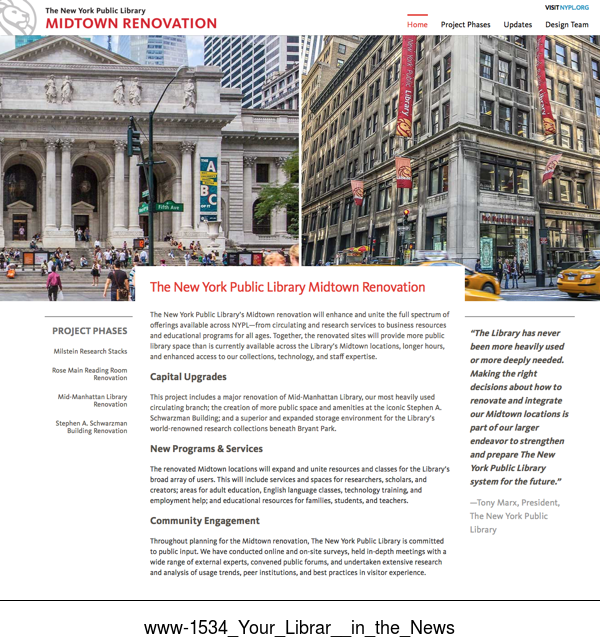 The New York Public Library
MIDTOWN RENOVATION
VISITNYPL.ORG
Home Project Phases Updates Design Team
THE
ABC
OF IT
Fifth Ave
New York Public Library
The New York Public Library Midtown Renovation
The New York Public Library's Midtown renovation will enhance and unite the full spectrum of
offerings available across NYPL—from circulating and research services to business resources
and educational programs for all ages. Together, the renovated sites will provide more public
library space than is currently available across the Library's Midtown locations, longer hours,
and enhanced access to our collections, technology, and staff expertise.
Capital Upgrades
This project includes a major renovation of Mid-Manhattan Library, our most heavily used
circulating branch; the creation of more public space and amenities at the iconic Stephen A.
Schwarzman Building; and a superior and expanded storage environment for the Library's
world-renowned research collections beneath Bryant Park.
New Programs & Services
The renovated Midtown locations will expand and unite resources and classes for the Library's
broad array of users. This will include services and spaces for researchers, scholars, and
creators; areas for adult education, English language classes, technology training, and
employment help; and educational resources for families, students, and teachers.
Community Engagement
Throughout planning for the Midtown renovation, The New York Public Library is committed
to public input. We have conducted online and on-site surveys, held in-depth meetings with a
wide range of external experts, convened public forums, and undertaken extensive research
and analysis of usage trends, peer institutions, and best practices in visitor experience.
PROJECT PHASES
Milstein Research Stacks
Rose Main Reading Room
Renovation
Mid-Manhattan Library
Renovation
Stephen A. Schwarzman
Building Renovation
"The Library has never
been more heavily used
or more deeply needed.
Making the right
decisions about how to
renovate and integrate
our Midtown locations is
part of our larger
endeavor to strengthen
and prepare The New
York Public Library
system for the future."
—Tony Marx, President,
The New York Public
Library
www-1534_Your_Librar__in_the_News